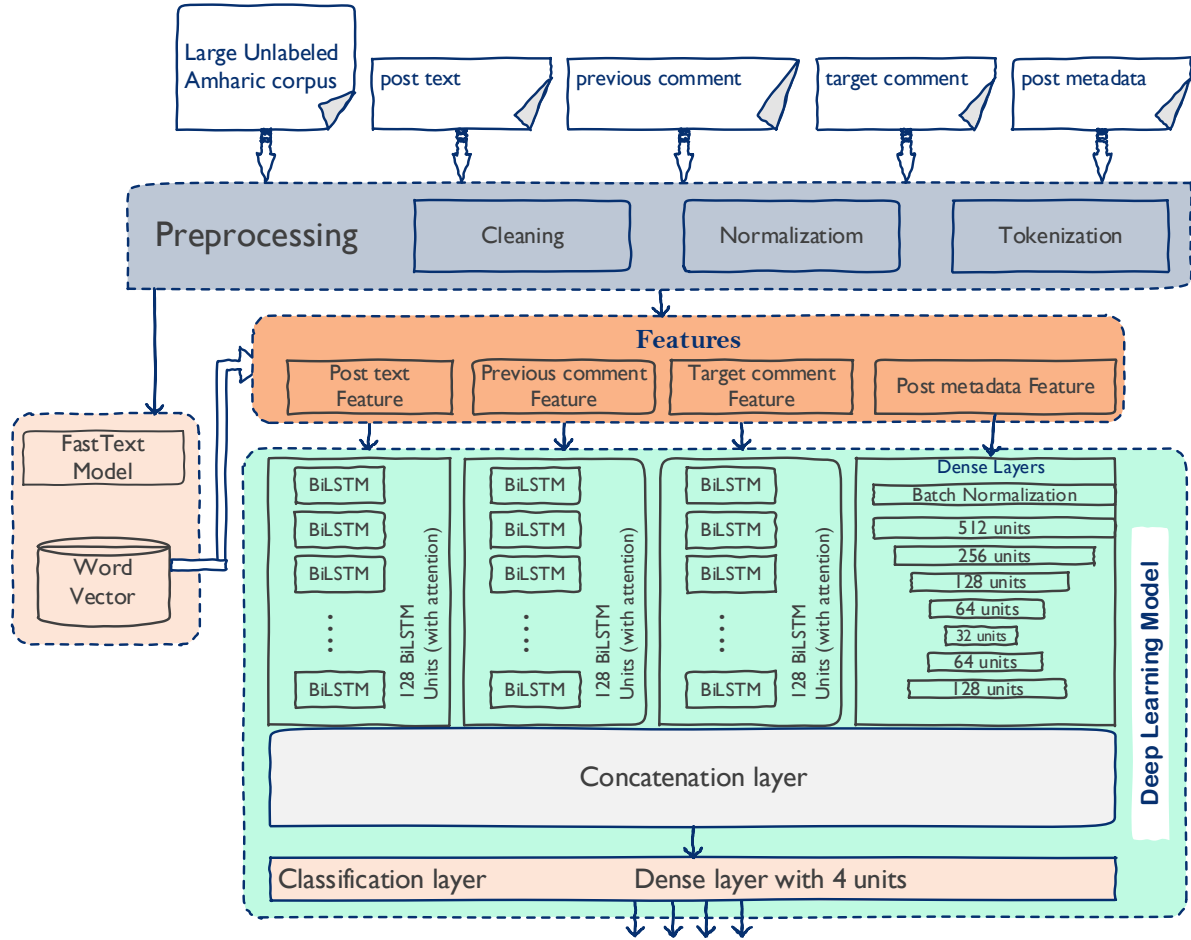 Large Unlabeled
Amharic corpus
post text
previous comment
target comment
post metadata
Preprocessing
Cleaning
Normalizatiom
Tokenization
Features
Post text
Feature
Previous comment
Feature
Target comment
Feature
Post metadata Feature
FastText
Model
Word
Vector
BiLSTM
BiLSTM
BiLSTM
....
BiLSTM
128 BiLSTM
Units (with attention)
BiLSTM
BiLSTM
BiLSTM
....
BiLSTM
128 BiLSTM
Units (with attention)
BiLSTM
BiLSTM
BiLSTM
....
BiLSTM
128 BiLSTM
Units (with attention)
Dense Layers
Batch Normalization
512 units
256 units
128 units
64 units
32 units
64 units
128 units
Deep Learning Model
Concatenation layer
Classification layer
Dense layer with 4 units